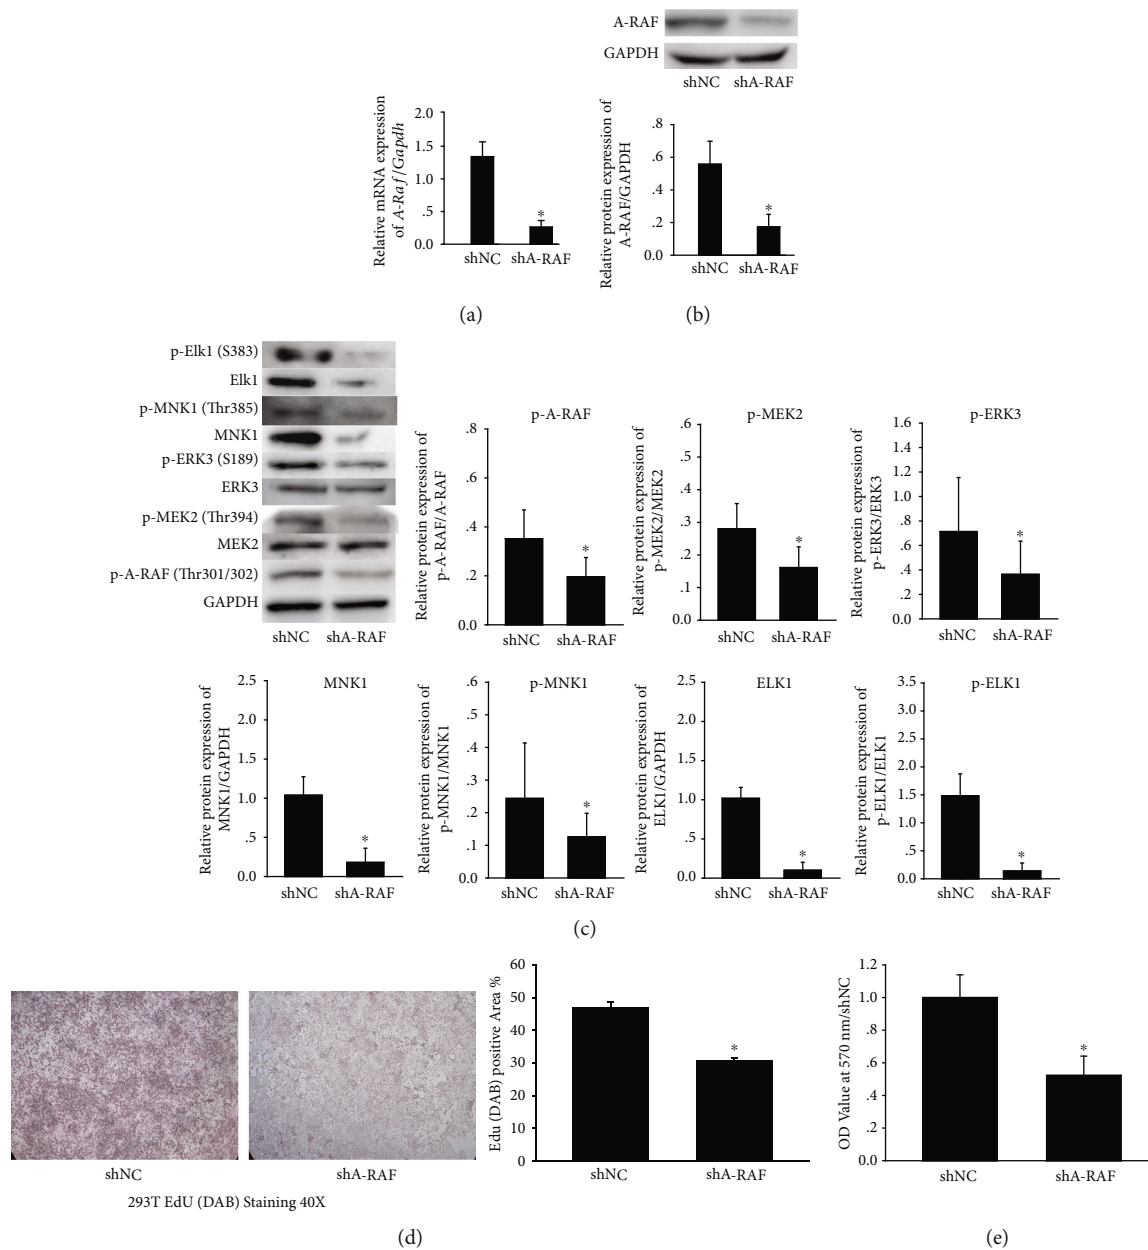 A-RAF
GAPDH
shNC shA-RAF
Relative mRNA expression
of A-Raf/Gapdh
2.0
1.5
1.0
.5
0.0
shNC shA-RAF
(a)
Relative protein expression of
A-RAF/GAPDH
.8
.6
.4
.2
0.0
shNC shA-RAF
(b)
p-Elk1 (S383)
Elk1
p-MNK1 (Thr385)
MNK1
p-ERK3 (S189)
ERK3
p-MEK2 (Thr394)
MEK2
p-A-RAF (Thr301/302)
GAPDH
shNC shA-RAF
p-A-RAF
Relative protein expression of
p-A-RAF/A-RAF
.8
.6
.4
.2
0.0
shNC shA-RAF
p-MEK2
Relative protein expression of
p-MEK2/MEK2
.6
.5
.4
.3
.2
.1
.0
shNC shA-RAF
p-ERK3
Relative protein expression of
p-ERK3/ERK3
1.6
1.4
1.2
1.0
.8
.6
.4
.2
0.0
shNC shA-RAF
MNK1
Relative protein expression of
MNK1/GAPDH
2.5
2.0
1.5
1.0
.5
0.0
shNC shA-RAF
p-MNK1
Relative protein expression of
p-MNK1/MNK1
.6
.5
.4
.3
.2
.1
0.0
shNC shA-RAF
ELK1
Relative protein expression of
ELK1/GAPDH
2.5
2.0
1.5
1.0
.5
0.0
shNC shA-RAF
p-ELK1
Relative protein expression of
p-ELK1/ELK1
3.5
3.0
2.5
2.0
1.5
1.0
.5
0.0
shNC shA-RAF
(c)
shNC shA-RAF
293T EdU (DAB) Staining 40X
Edu (DAB) positive Area %
60
50
40
30
20
10
0
shNC shA-RAF
(d)
OD Value at 570 nm/shNC
1.2
1.0
.8
.6
.4
.2
0.0
shNC shA-RAF
(e)